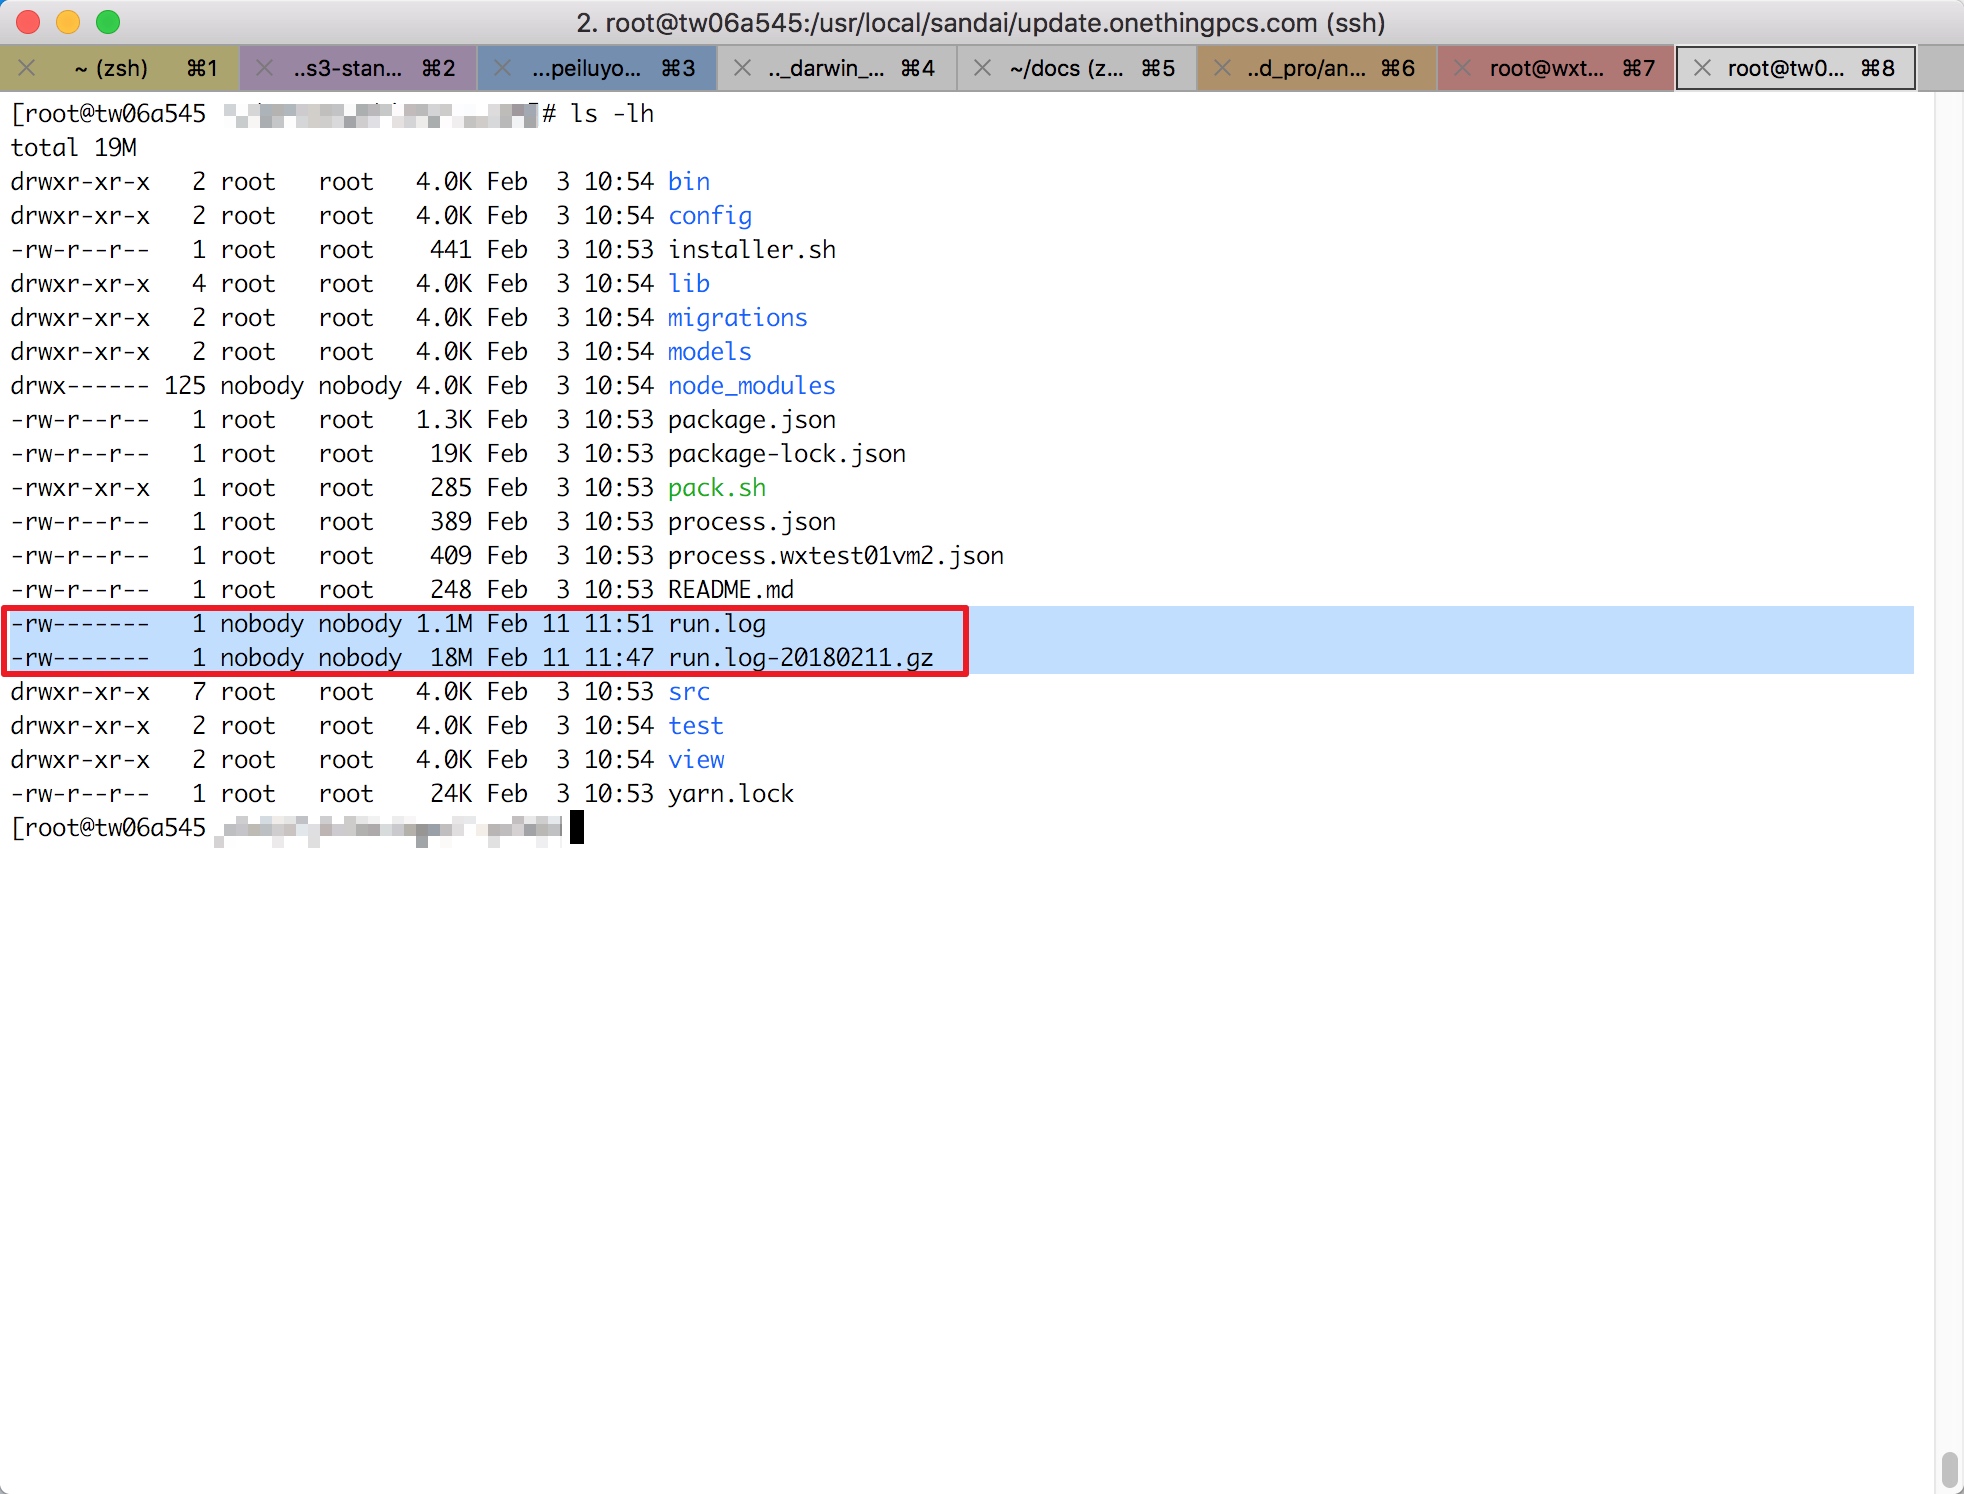 2. root@tw06a545:/usr/local/sandai/update.onethingpcs.com (ssh)
~ (zsh) ⌘1 ..s3-stan... ⌘2 ...peiluyo... ⌘3 .._darwin_... ⌘4 ~/docs (z... ⌘5 ..d_pro/an... ⌘6 root@wxt... ⌘7 root@tw0... ⌘8
[root@tw06a545 # ls -lh
total 19M
drwxr-xr-x   2 root   root   4.0K Feb  3 10:54 bin
drwxr-xr-x   2 root   root   4.0K Feb  3 10:54 config
-rw-r--r--   1 root   root    441 Feb  3 10:53 installer.sh
drwxr-xr-x   4 root   root   4.0K Feb  3 10:54 lib
drwxr-xr-x   2 root   root   4.0K Feb  3 10:54 migrations
drwxr-xr-x   2 root   root   4.0K Feb  3 10:54 models
drwx------ 125 nobody nobody 4.0K Feb  3 10:54 node_modules
-rw-r--r--   1 root   root   1.3K Feb  3 10:53 package.json
-rw-r--r--   1 root   root    19K Feb  3 10:53 package-lock.json
-rwxr-xr-x   1 root   root    285 Feb  3 10:53 pack.sh
-rw-r--r--   1 root   root    389 Feb  3 10:53 process.json
-rw-r--r--   1 root   root    409 Feb  3 10:53 process.wxtest01vm2.json
-rw-r--r--   1 root   root    248 Feb  3 10:53 README.md
-rw-------   1 nobody nobody 1.1M Feb 11 11:51 run.log
-rw-------   1 nobody nobody  18M Feb 11 11:47 run.log-20180211.gz
drwxr-xr-x   7 root   root   4.0K Feb  3 10:53 src
drwxr-xr-x   2 root   root   4.0K Feb  3 10:54 test
drwxr-xr-x   2 root   root   4.0K Feb  3 10:54 view
-rw-r--r--   1 root   root    24K Feb  3 10:53 yarn.lock
[root@tw06a545